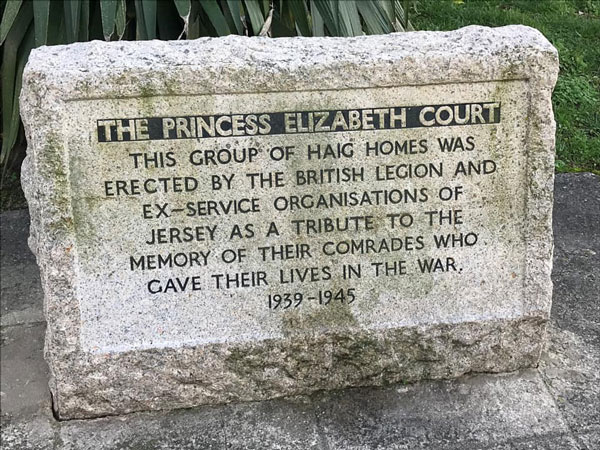 THE PRINCESS ELIZABETH COURT
THIS GROUP OF HAIG HOMES WAS
ERECTED BY THE BRITISH LEGION AND
EX-SERVICE ORGANISATIONS OF
JERSEY AS A TRIBUTE TO THE
MEMORY OF THEIR COMRADES WHO
GAVE THEIR LIVES IN THE WAR.
1939-1945